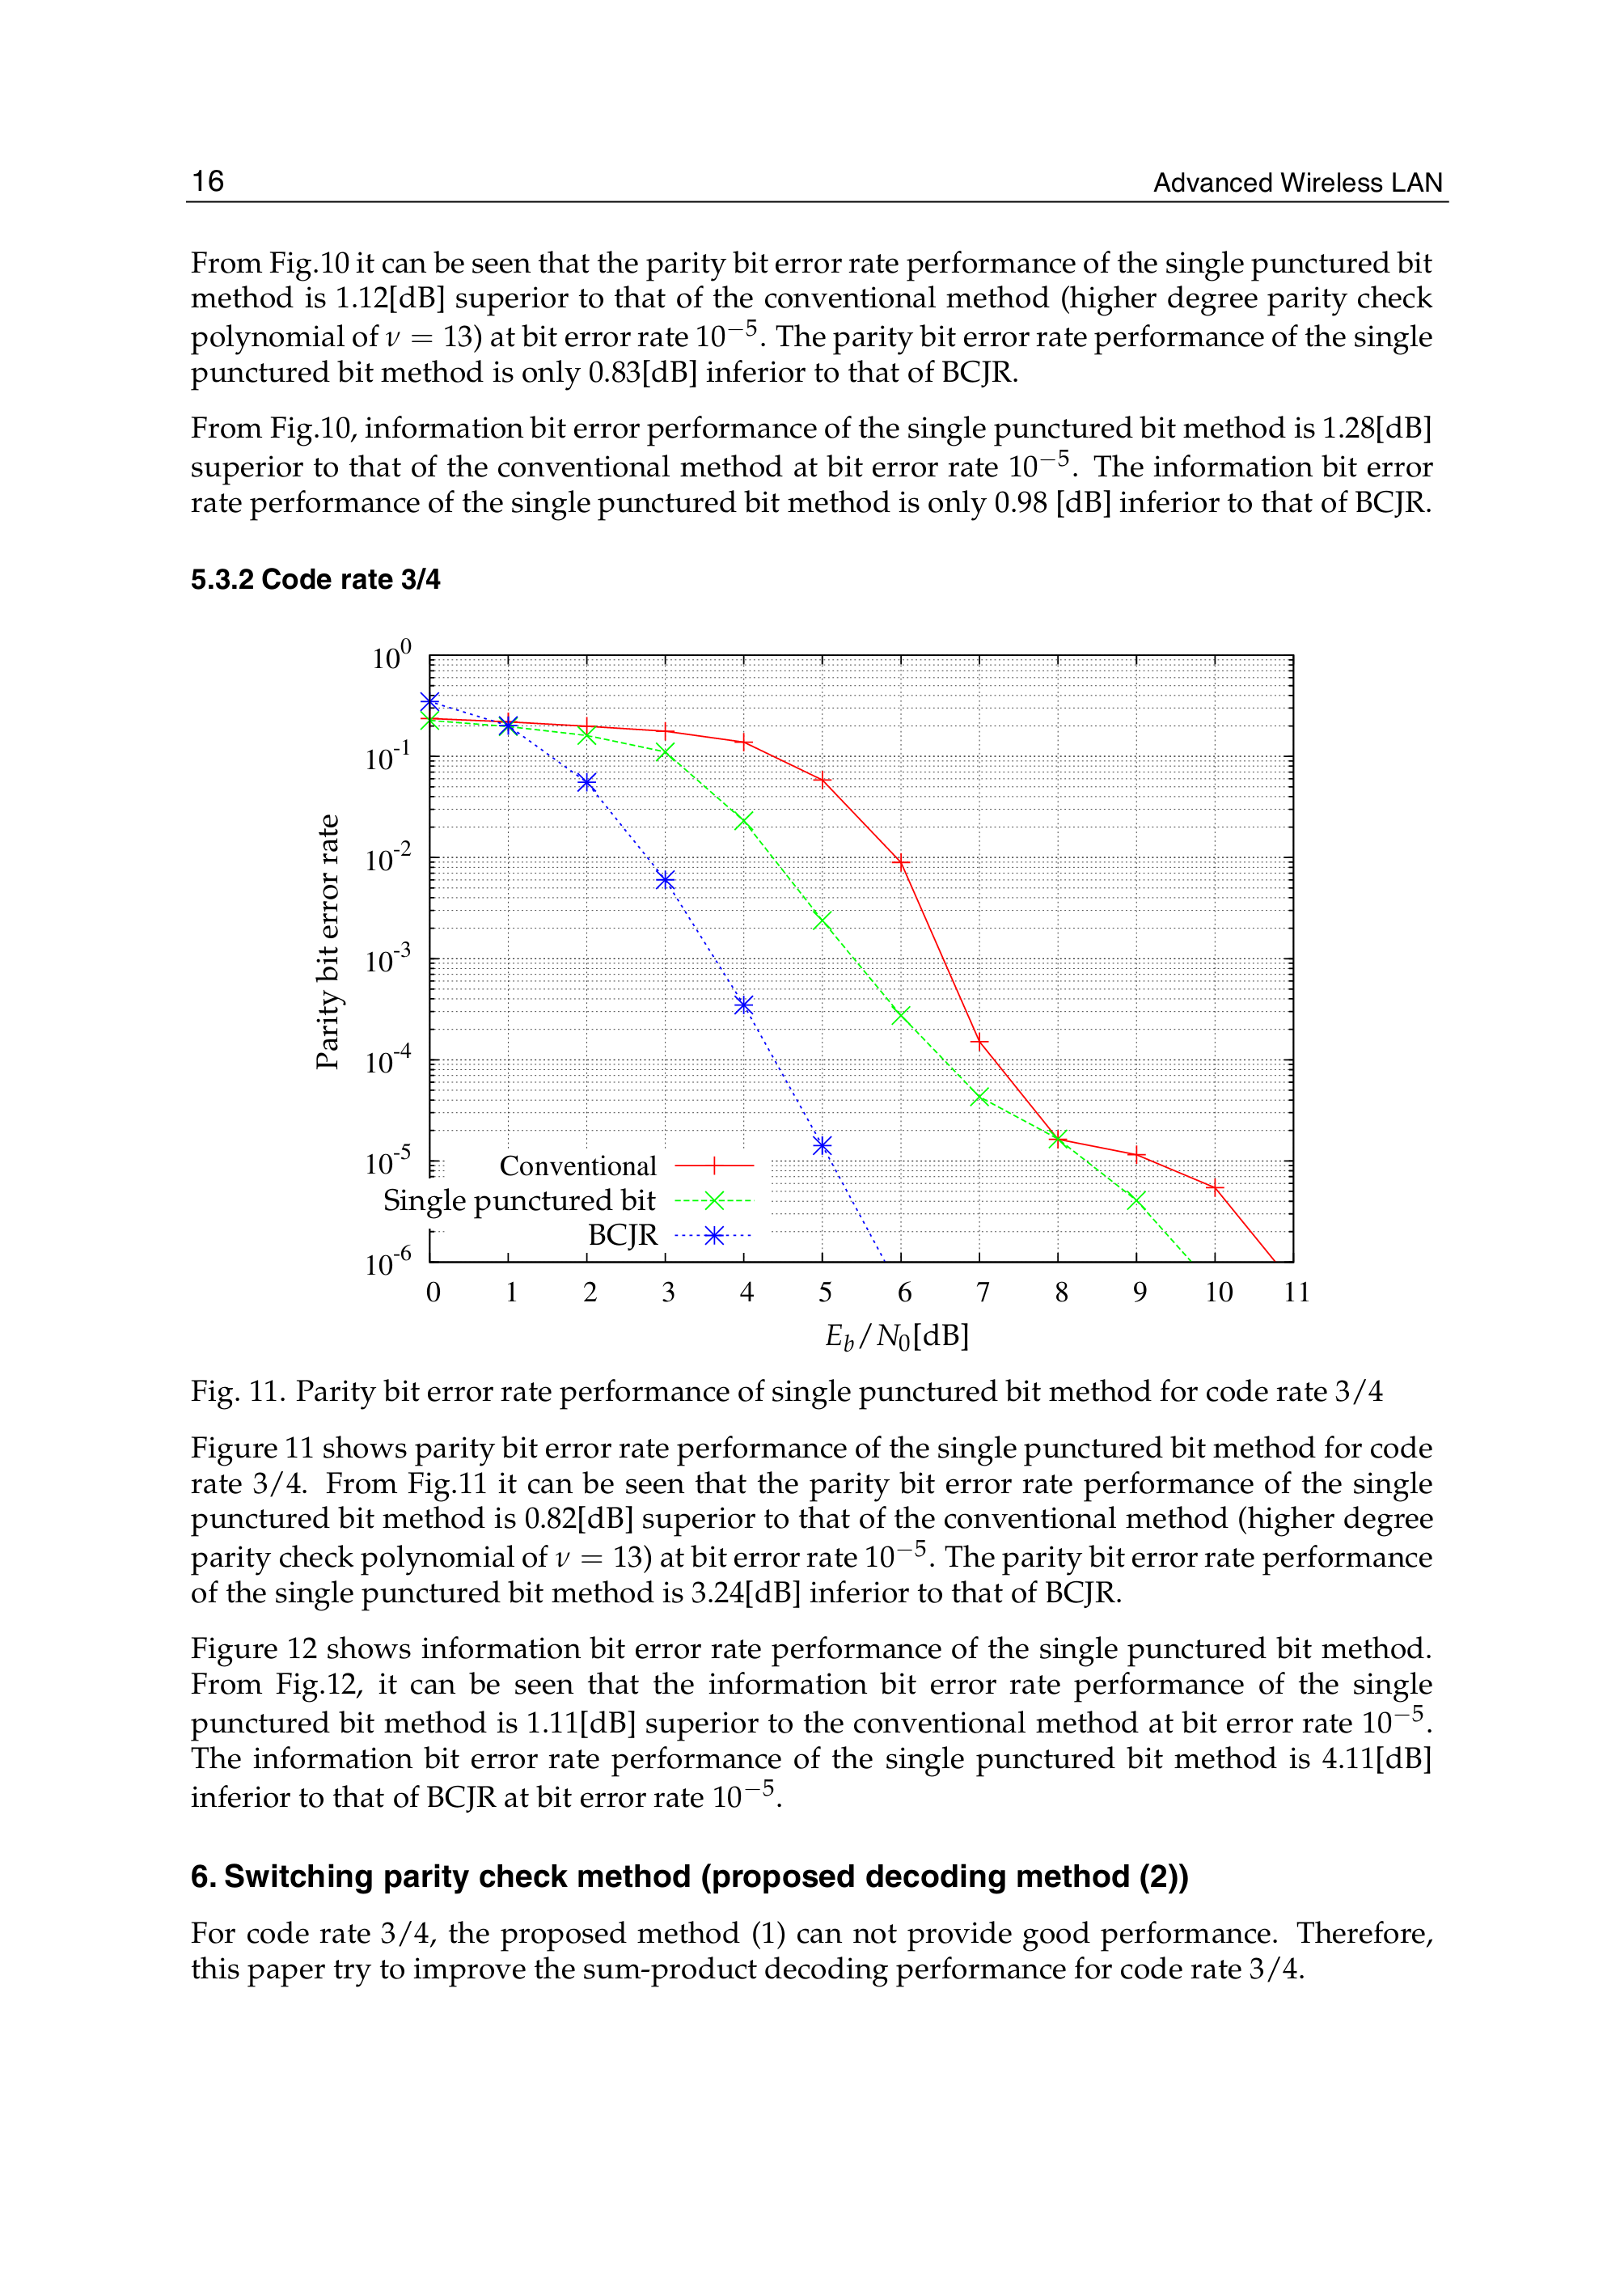 16
Advanced Wireless LAN
From Fig.10 it can be seen that the parity bit error rate performance of the single punctured bit
method is 1.12[dB] superior to that of the conventional method (higher degree parity check
polynomial of ν = 13) at bit error rate 10⁻⁵. The parity bit error rate performance of the single
punctured bit method is only 0.83[dB] inferior to that of BCJR.
From Fig.10, information bit error performance of the single punctured bit method is 1.28[dB]
superior to that of the conventional method at bit error rate 10⁻⁵. The information bit error
rate performance of the single punctured bit method is only 0.98 [dB] inferior to that of BCJR.
5.3.2 Code rate 3/4
10⁰
10⁻¹
10⁻²
10⁻³
10⁻⁴
10⁻⁵
10⁻⁶
Parity bit error rate
Conventional
Single punctured bit
BCJR
0 1 2 3 4 5 6 7 8 9 10 11
E_b/N_0[dB]
Fig. 11. Parity bit error rate performance of single punctured bit method for code rate 3/4
Figure 11 shows parity bit error rate performance of the single punctured bit method for code
rate 3/4. From Fig.11 it can be seen that the parity bit error rate performance of the single
punctured bit method is 0.82[dB] superior to that of the conventional method (higher degree
parity check polynomial of ν = 13) at bit error rate 10⁻⁵. The parity bit error rate performance
of the single punctured bit method is 3.24[dB] inferior to that of BCJR.
Figure 12 shows information bit error rate performance of the single punctured bit method.
From Fig.12, it can be seen that the information bit error rate performance of the single
punctured bit method is 1.11[dB] superior to the conventional method at bit error rate 10⁻⁵.
The information bit error rate performance of the single punctured bit method is 4.11[dB]
inferior to that of BCJR at bit error rate 10⁻⁵.
6. Switching parity check method (proposed decoding method (2))
For code rate 3/4, the proposed method (1) can not provide good performance. Therefore,
this paper try to improve the sum-product decoding performance for code rate 3/4.